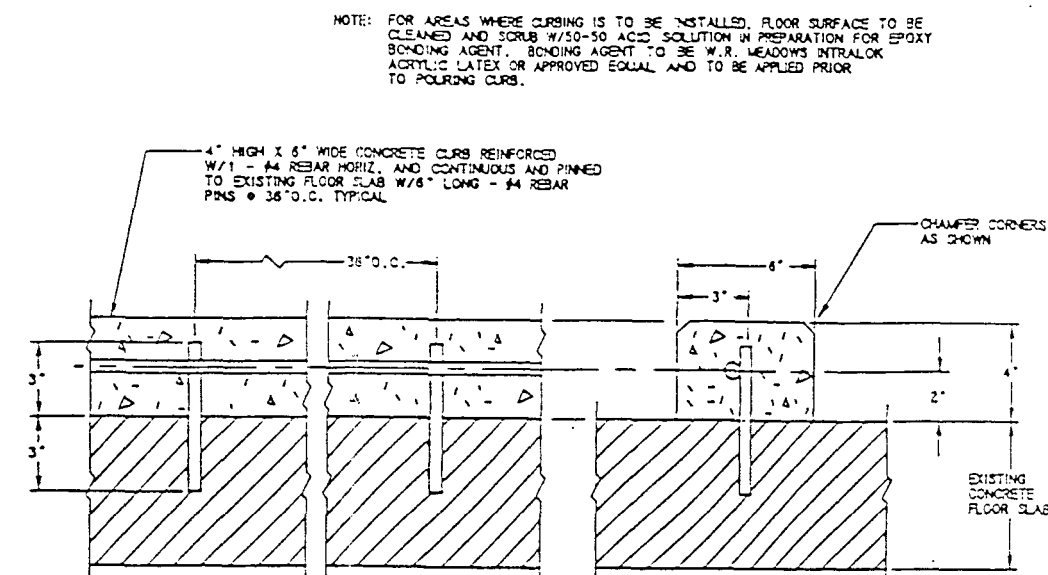 NOTE: FOR AREAS WHERE CURBING IS TO BE INSTALLED, FLOOR SURFACE TO BE
CLEANED AND SCRUB W/50-50 ACID SOLUTION IN PREPARATION FOR EPOXY
BONDING AGENT. BONDING AGENT TO BE W.R. MEADOWS INTRALOK
ACRYLIC LATEX OR APPROVED EQUAL AND TO BE APPLIED PRIOR
TO POURING CURB.
4" HIGH X 6" WIDE CONCRETE CURB REINFORCED
W/1 - #4 REBAR HORIZ. AND CONTINUOUS AND PINNED
TO EXISTING FLOOR SLAB W/6" LONG - #4 REBAR
PINS @ 36"O.C. TYPICAL
CHAMFER CORNERS
AS SHOWN
36"O.C.
6"
3"
3"
4"
2"
3"
EXISTING
CONCRETE
FLOOR SLAB